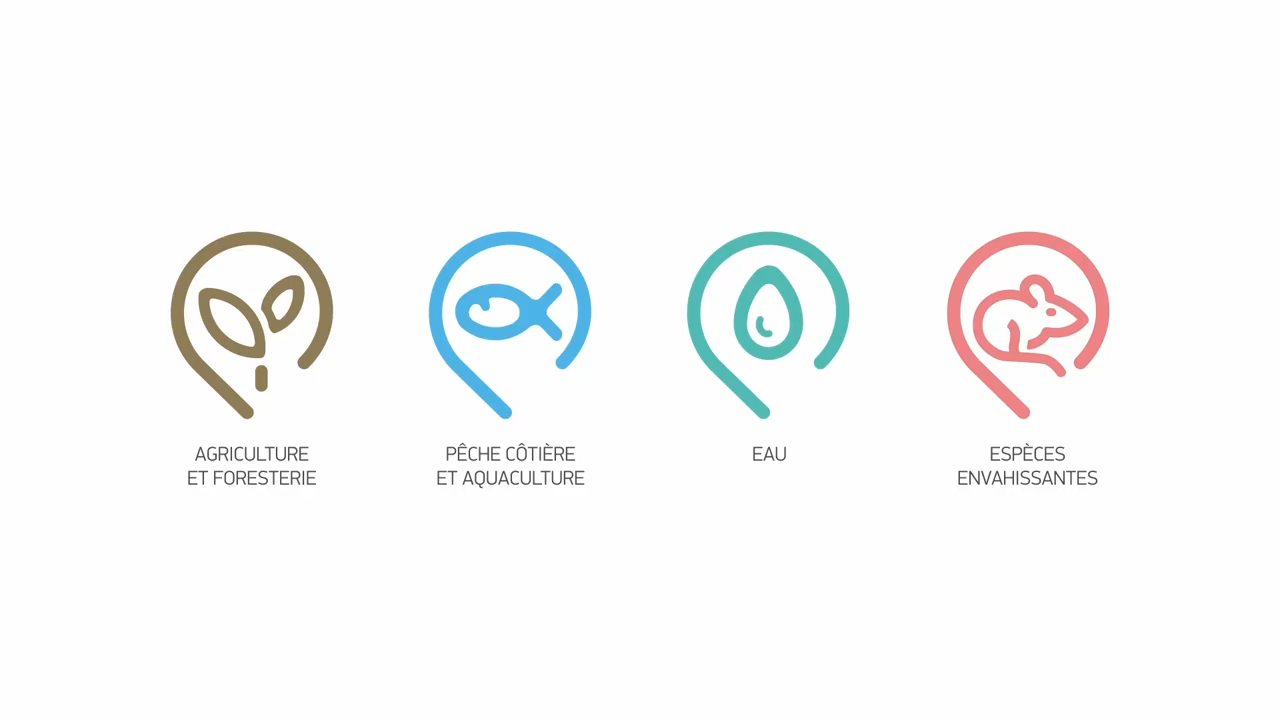 AGRICULTURE
ET FORESTERIE
PÊCHE CÔTIÈRE
ET AQUACULTURE
EAU
ESPÈCES
ENVAHISSANTES